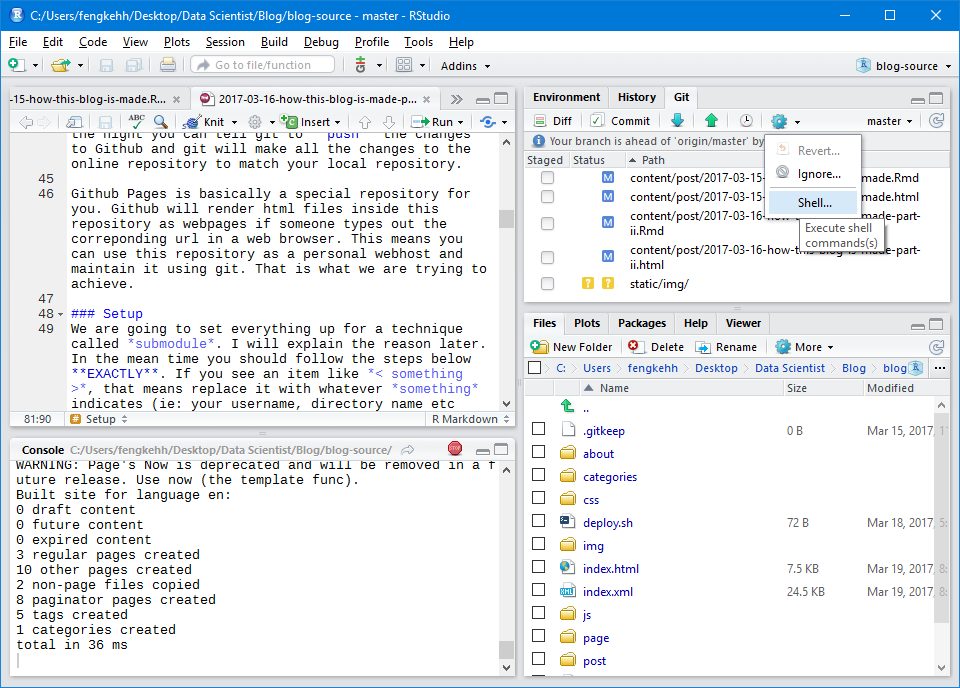 C:/Users/fengkehh/Desktop/Data Scientist/Blog/blog-source - master - RStudio
File Edit Code View Plots Session Build Debug Profile Tools Help
Go to file/function
Addins
blog-source
-15-how-this-blog-is-made.R...
2017-03-16-how-this-blog-is-made-p...
ABC
Knit
Insert
Run
to Github and git will make all the changes to the
online repository to match your local repository.
45
46 Github Pages is basically a special repository for
you. Github will render html files inside this
repository as webpages if someone types out the
correponding url in a web browser. This means you
can use this repository as a personal webhost and
maintain it using git. That is what we are trying to
achieve.
47
48 ### Setup
49 We are going to set everything up for a technique
called *submodule*. I will explain the reason later.
In the mean time you should follow the steps below
**EXACTLY**. If you see an item like *< something
>*, that means replace it with whatever *something*
indicates (ie: your username, directory name etc
81:90
# Setup
R Markdown
Console C:/Users/fengkehh/Desktop/Data Scientist/Blog/blog-source/
STOP
WARNING: Page's Now is deprecated and will be removed in a f
uture release. Use now (the template func).
Built site for language en:
0 draft content
0 future content
0 expired content
3 regular pages created
10 other pages created
2 non-page files copied
8 paginator pages created
5 tags created
1 categories created
total in 36 ms
Environment History Git
Diff Commit
master
Your branch is ahead of 'origin/master' by
Staged Status Path
M content/post/2017-03-15- made.Rmd
M content/post/2017-03-15- made.html
M content/post/2017-03-16-how-this-blog-is-made-part-
ii.Rmd
M content/post/2017-03-16-how-this-blog-is-made-part-
ii.html
? ? static/img/
Revert...
Ignore...
Shell...
Execute shell
commands(s)
Files Plots Packages Help Viewer
New Folder Delete Rename More
C: Users fengkehh Desktop Data Scientist Blog blog
Name Size Modified
..
.gitkeep 0 B Mar 15, 2017,
about
categories
css
deploy.sh 72 B Mar 18, 2017, 5:
img
index.html 7.5 KB Mar 19, 2017, 8:
index.xml 24.5 KB Mar 19, 2017, 8:
js
page
post